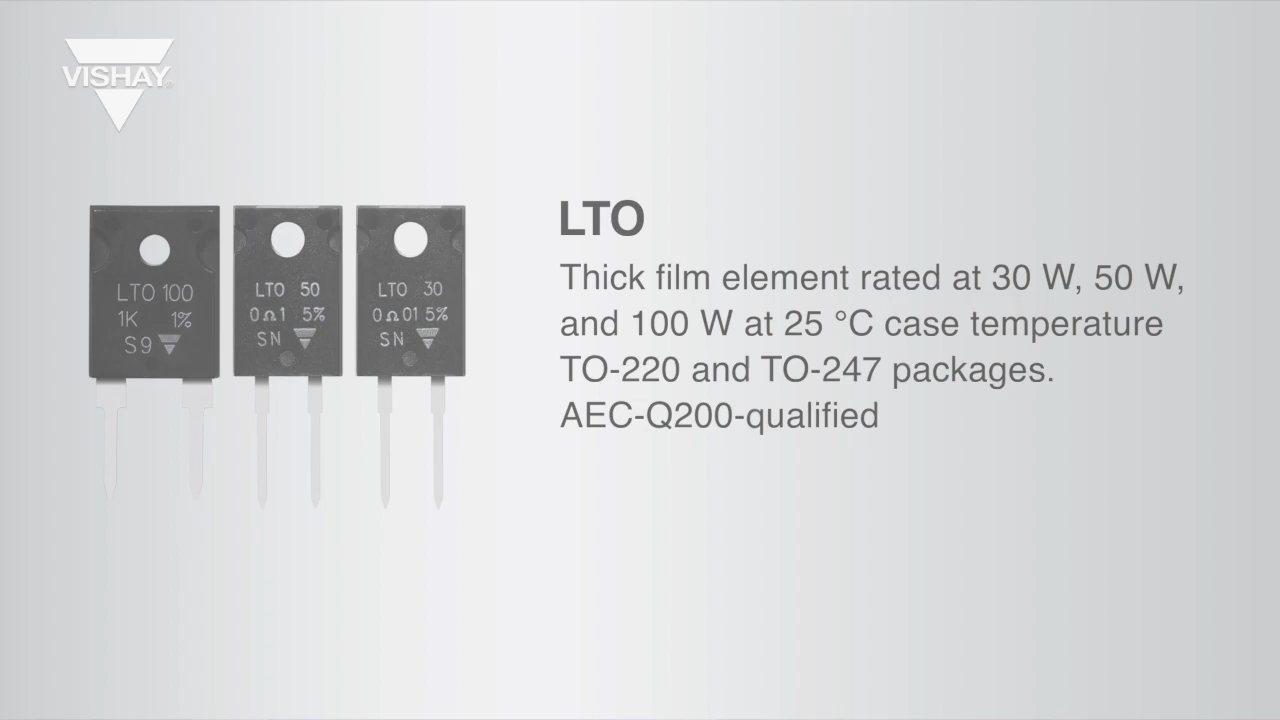 VISHAY
LTO 100
1K 1%
S9
LTO 50
0Ω1 5%
SN
LTO 30
0Ω01 5%
SN
LTO
Thick film element rated at 30 W, 50 W,
and 100 W at 25 °C case temperature
TO-220 and TO-247 packages.
AEC-Q200-qualified